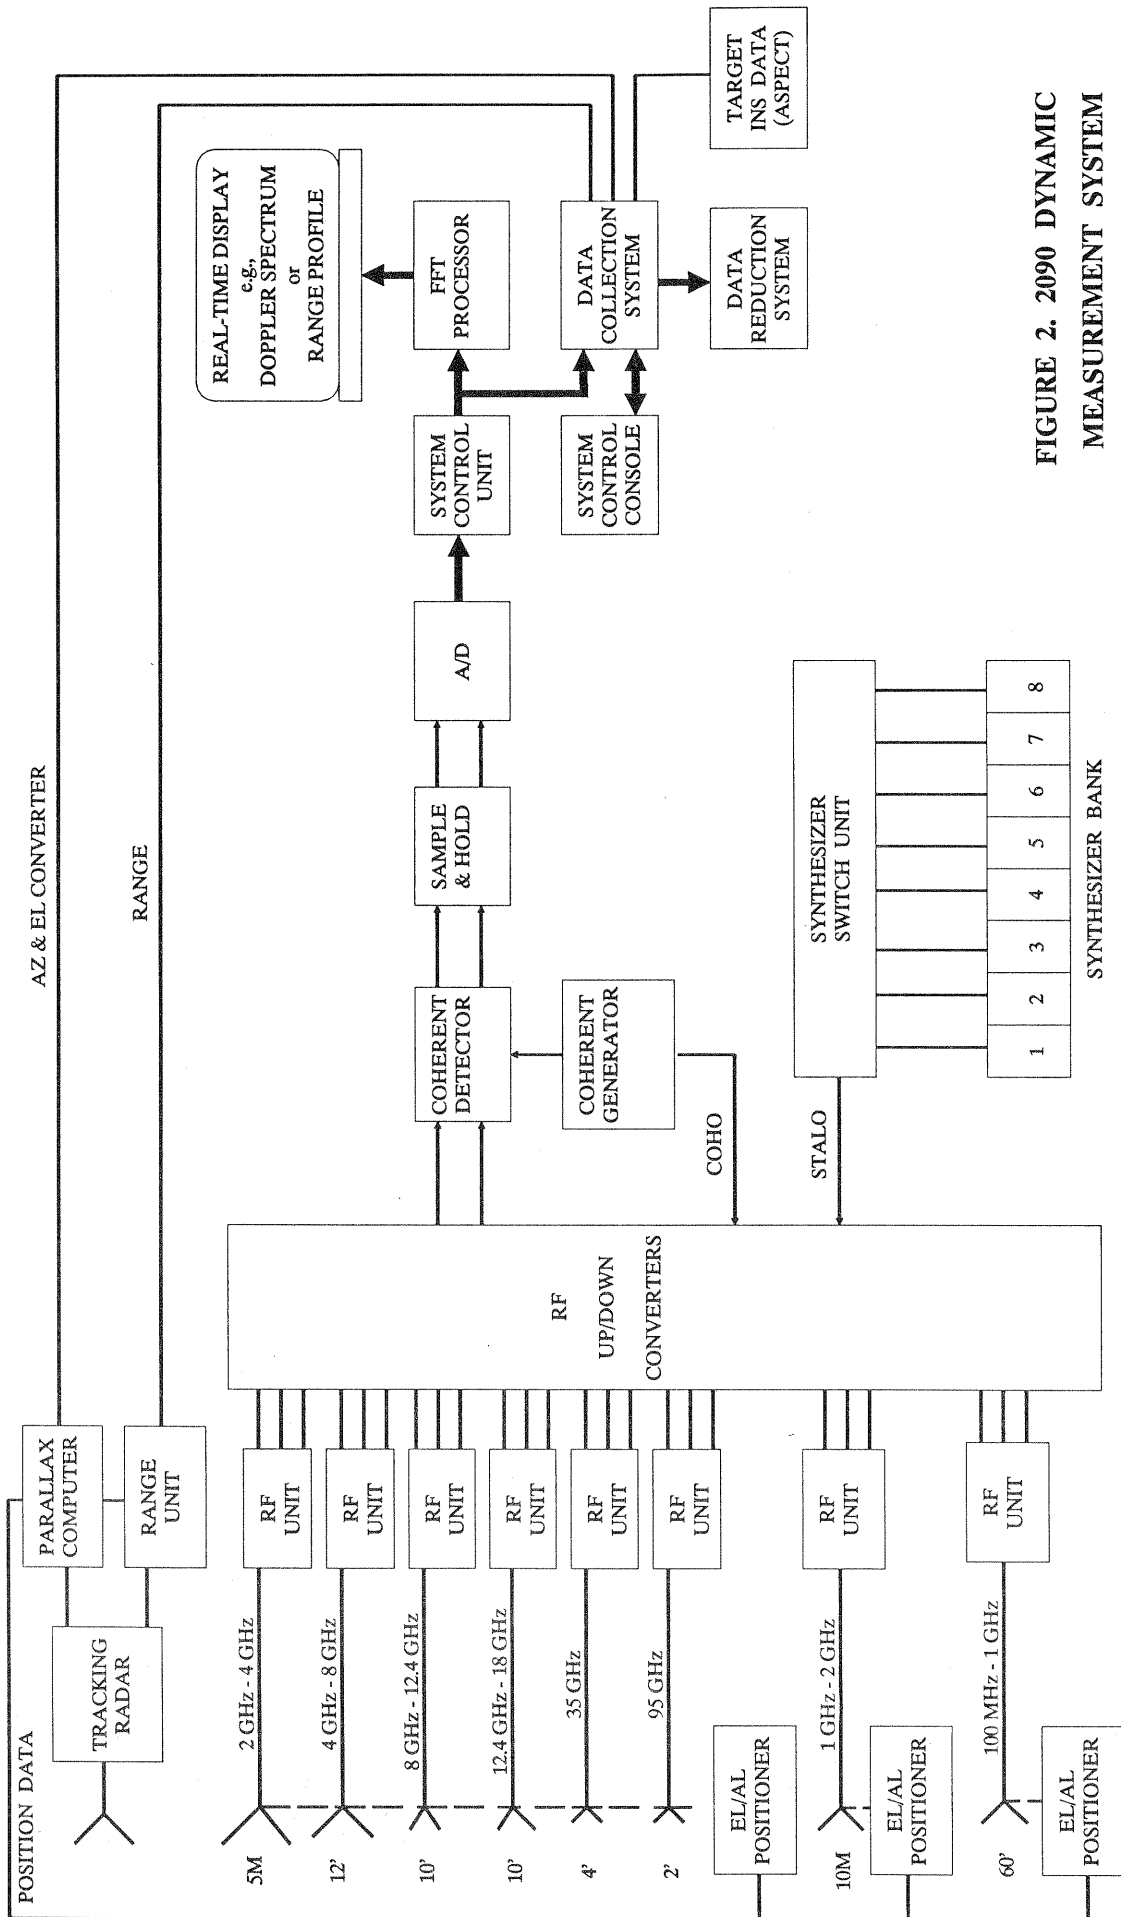 POSITION DATA
TRACKING
RADAR
PARALLAX
COMPUTER
RANGE
UNIT
AZ & EL CONVERTER
RANGE
REAL-TIME DISPLAY
e.g.,
DOPPLER SPECTRUM
or
RANGE PROFILE
5M
2 GHz - 4 GHz
RF
UNIT
12'
4 GHz - 8 GHz
RF
UNIT
10'
8 GHz - 12.4 GHz
RF
UNIT
10'
12.4 GHz - 18 GHz
RF
UNIT
4'
35 GHz
RF
UNIT
2'
95 GHz
RF
UNIT
EL/AL
POSITIONER
10M
1 GHz - 2 GHz
RF
UNIT
EL/AL
POSITIONER
60'
100 MHz - 1 GHz
RF
UNIT
EL/AL
POSITIONER
RF
UP/DOWN
CONVERTERS
COHERENT
DETECTOR
SAMPLE
& HOLD
A/D
SYSTEM
CONTROL
UNIT
FFT
PROCESSOR
COHERENT
GENERATOR
COHO
SYSTEM
CONTROL
CONSOLE
DATA
COLLECTION
SYSTEM
DATA
REDUCTION
SYSTEM
TARGET
INS DATA
(ASPECT)
STALO
SYNTHESIZER
SWITCH UNIT
1 2 3 4 5 6 7 8
SYNTHESIZER BANK
FIGURE 2. 2090 DYNAMIC
MEASUREMENT SYSTEM